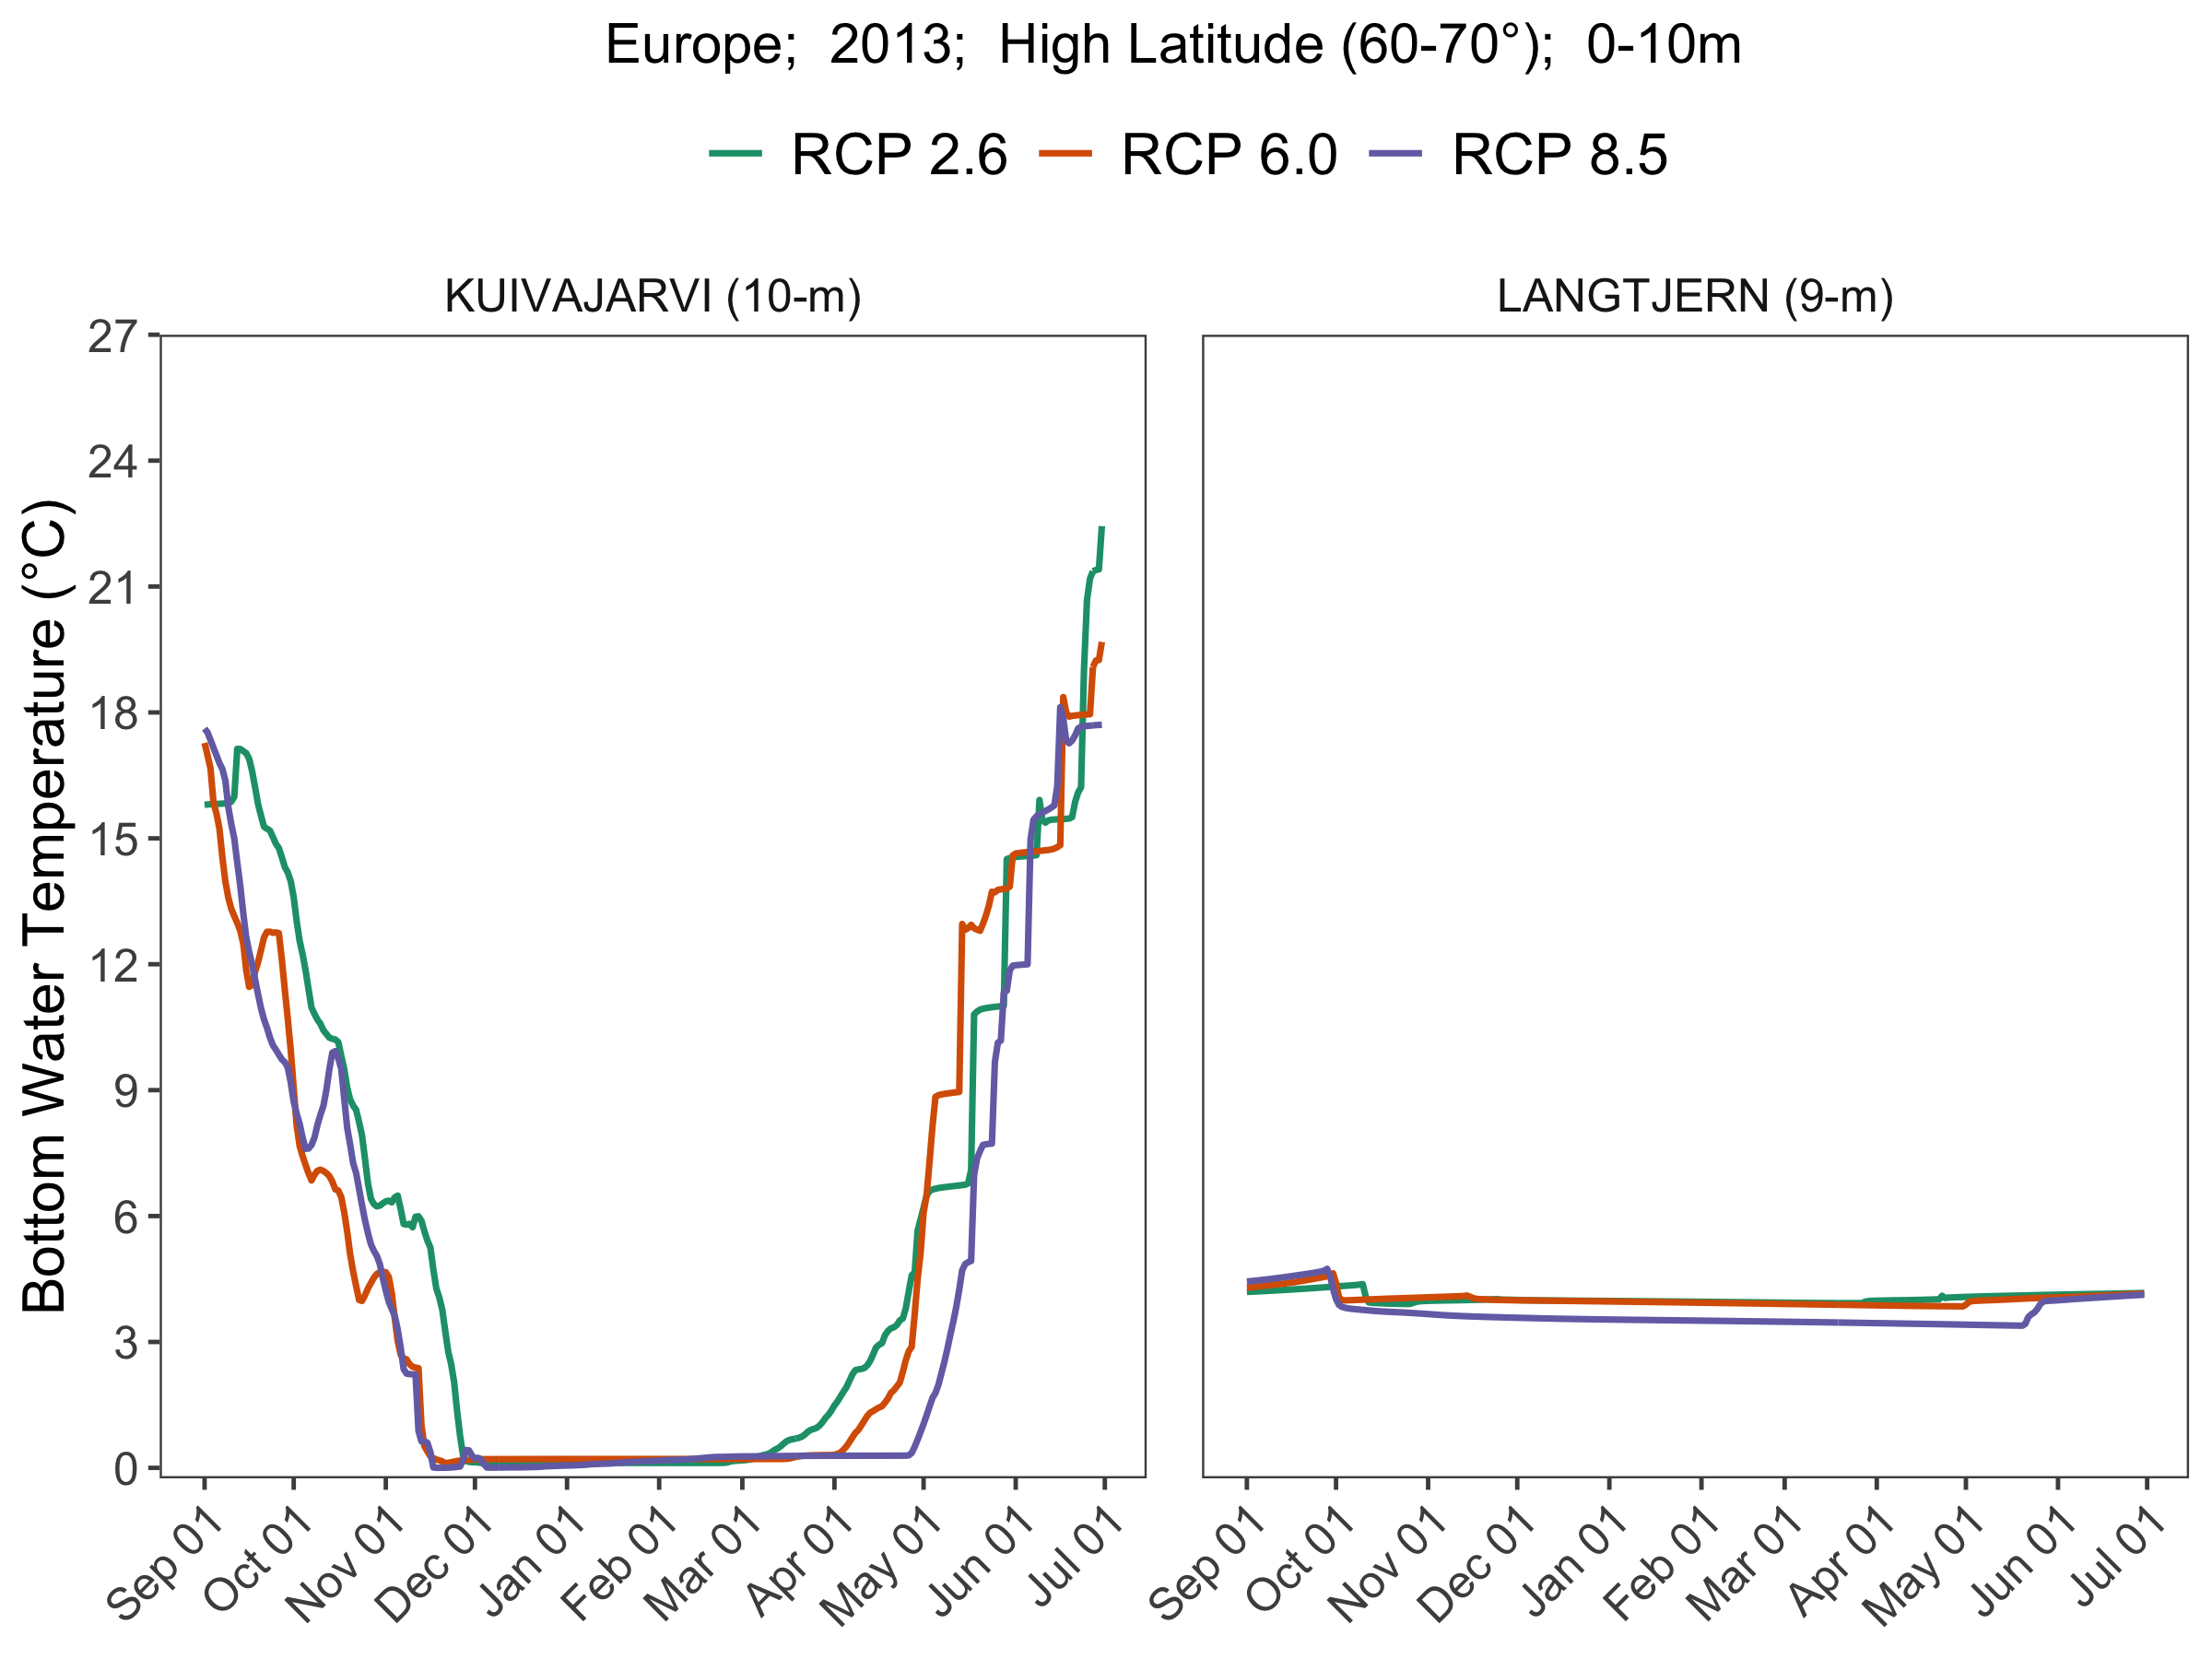 Europe;  2013;  High Latitude (60-70°);  0-10m
RCP 2.6 RCP 6.0 RCP 8.5
KUIVAJARVI (10-m)
LANGTJERN (9-m)
Bottom Water Temperature (°C)
27
24
21
18
15
12
9
6
3
0
Sep 01 Oct 01 Nov 01 Dec 01 Jan 01 Feb 01 Mar 01 Apr 01 May 01 Jun 01 Jul 01
Sep 01 Oct 01 Nov 01 Dec 01 Jan 01 Feb 01 Mar 01 Apr 01 May 01 Jun 01 Jul 01